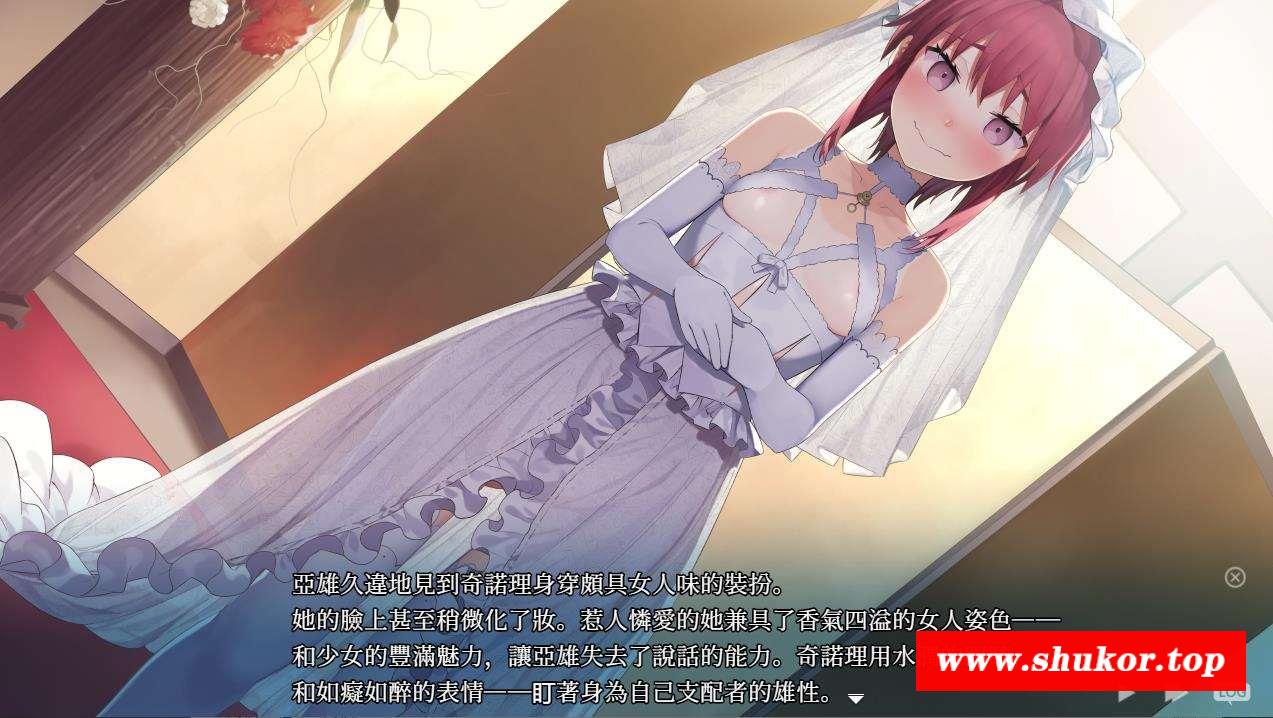 亞雄久違地見到奇諾理身穿頗具女人味的裝扮。
她的臉上甚至稍微化了妝。惹人憐愛的她兼具了香氣四溢的女人姿色——
和少女的豐滿魅力，讓亞雄失去了說話的能力。奇諾理用水
www.shukor.top
和如癡如醉的表情——盯著身為自己支配者的雄性。
LOG